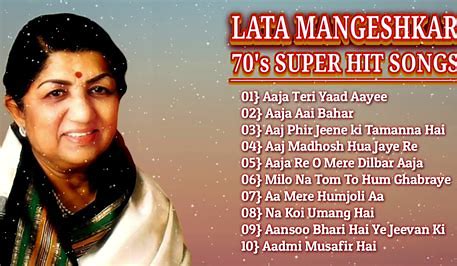 LATA MANGESHKAR
70's SUPER HIT SONGS
01} Aaja Teri Yaad Aayee
02} Aaja Aai Bahar
03} Aaj Phir Jeene ki Tamanna Hai
04} Aaj Madhosh Hua Jaye Re
05} Aaja Re O Mere Dilbar Aaja
06} Milo Na Tom To Hum Ghabraye
07} Aa Mere Humjoli Aa
08} Na Koi Umang Hai
09} Aansoo Bhari Hai Ye Jeevan Ki
10} Aadmi Musafir Hai